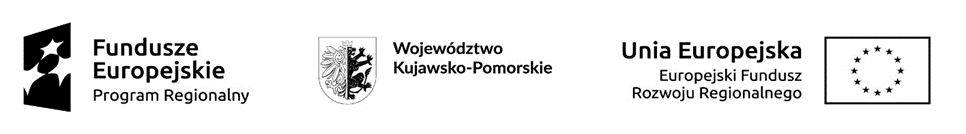 Fundusze
Europejskie
Program Regionalny
Województwo
Kujawsko-Pomorskie
Unia Europejska
Europejski Fundusz
Rozwoju Regionalnego